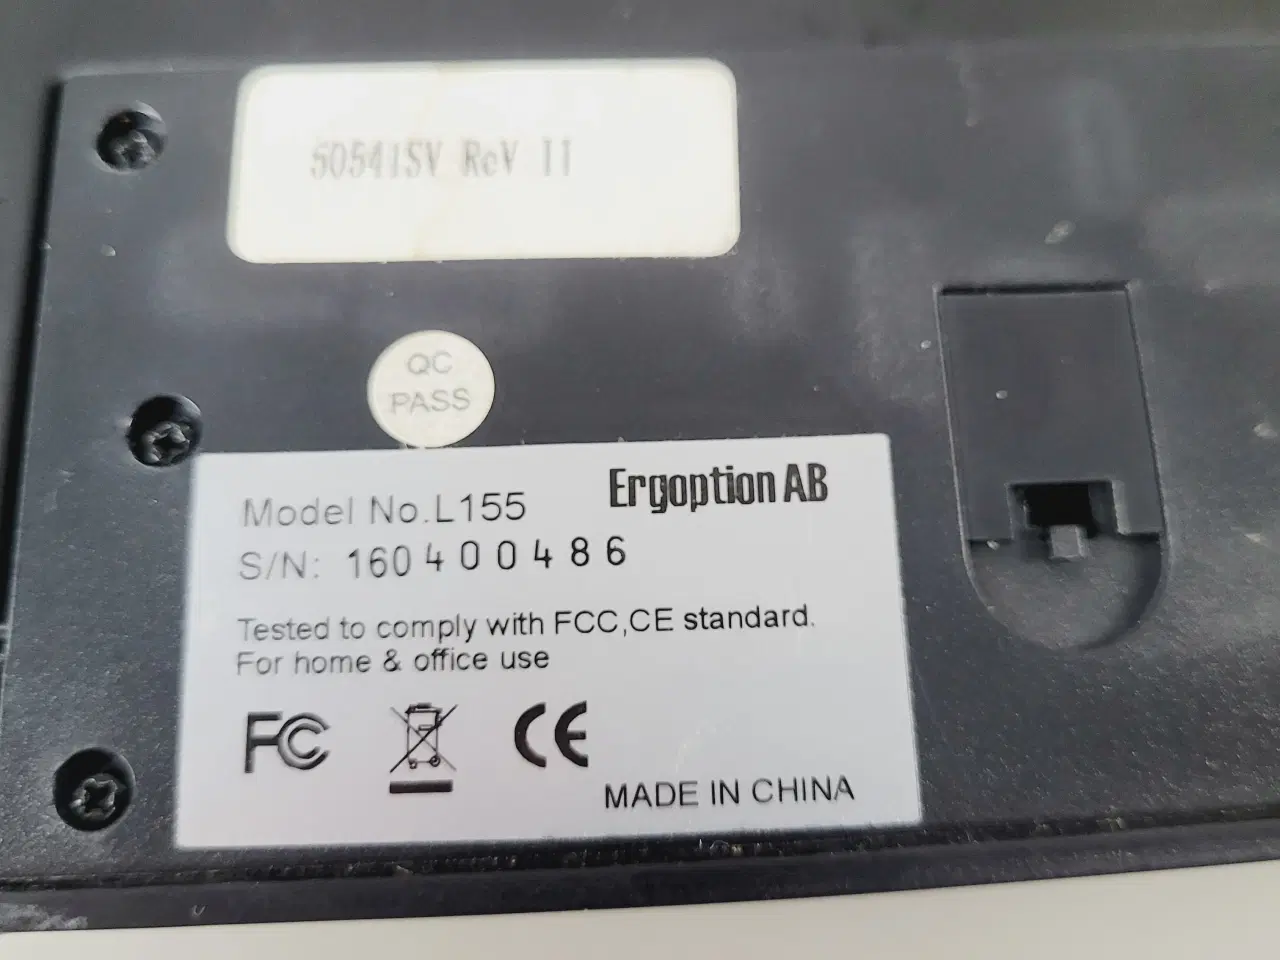 50541SV ReV II
QC
PASS
Ergoption AB
Model No.L155
S/N: 160400486
Tested to comply with FCC,CE standard.
For home & office use
FC CE
MADE IN CHINA